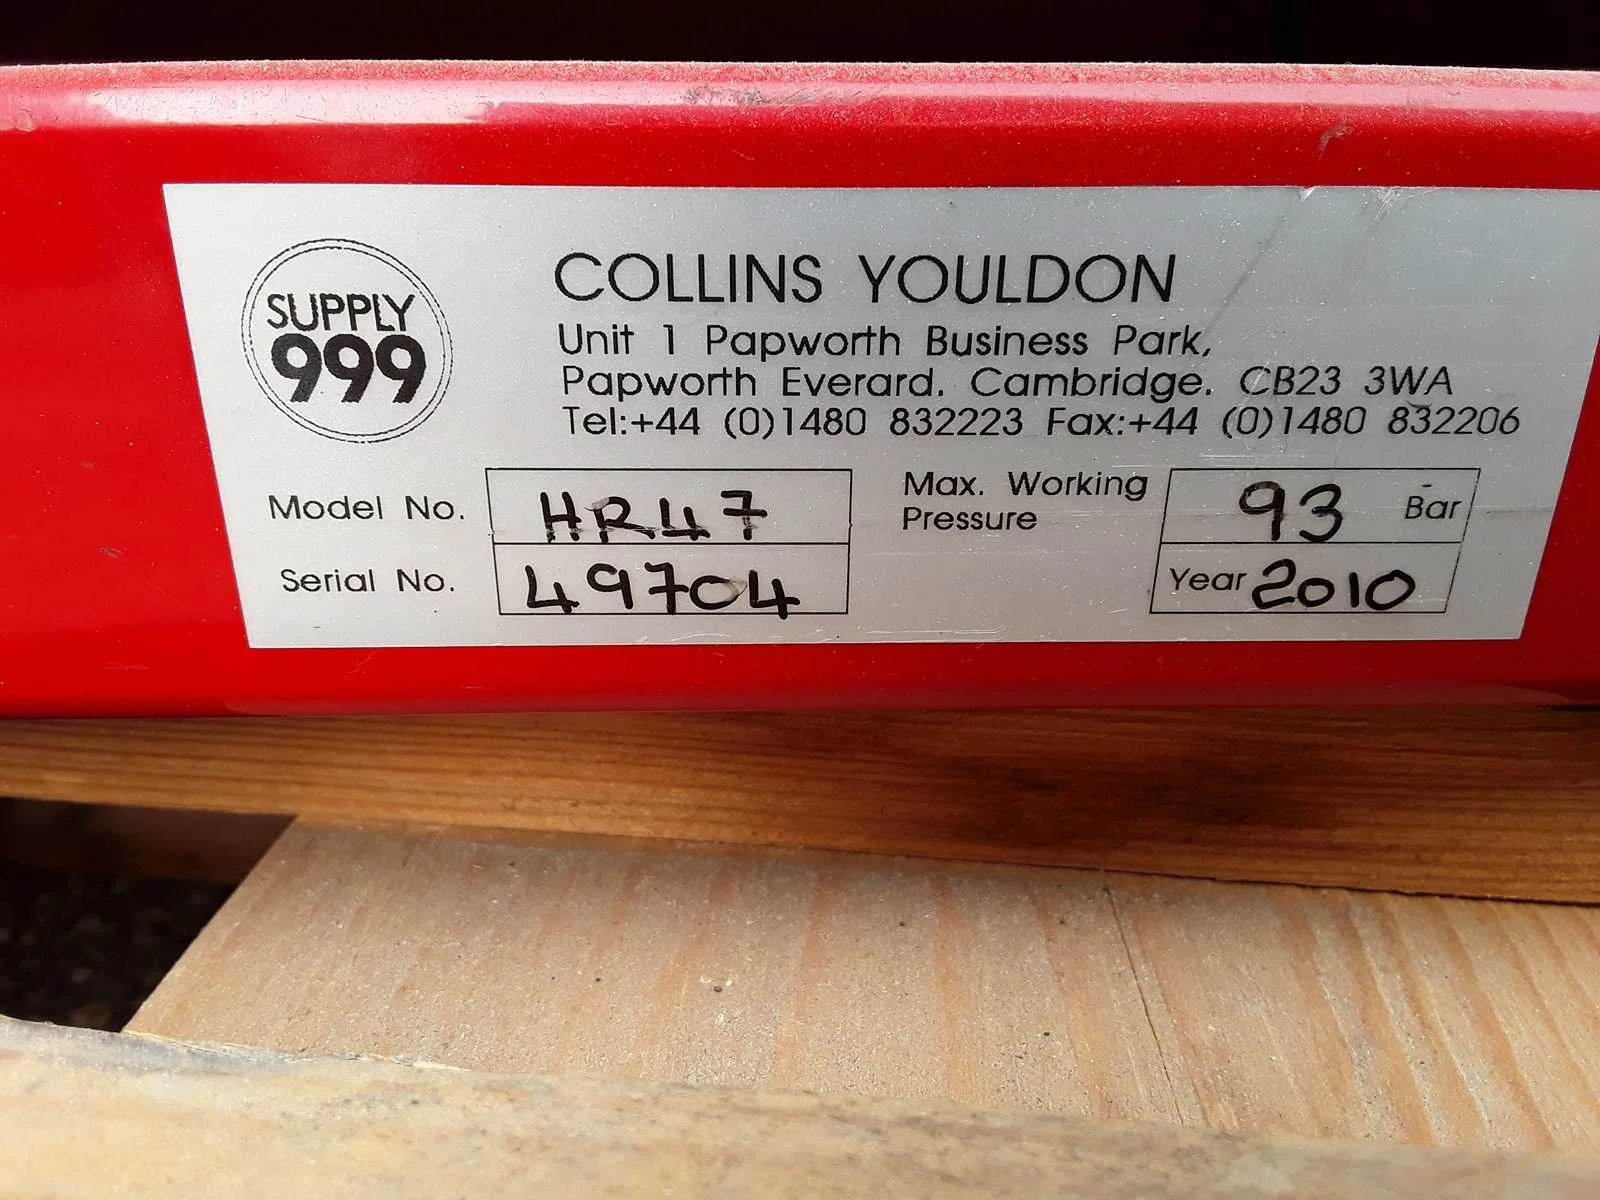 SUPPLY
999
COLLINS YOULDON
Unit 1 Papworth Business Park,
Papworth Everard. Cambridge. CB23 3WA
Tel:+44 (0)1480 832223 Fax:+44 (0)1480 832206
Model No. HR47
Serial No. 49704
Max. Working
Pressure 93 Bar
Year 2010